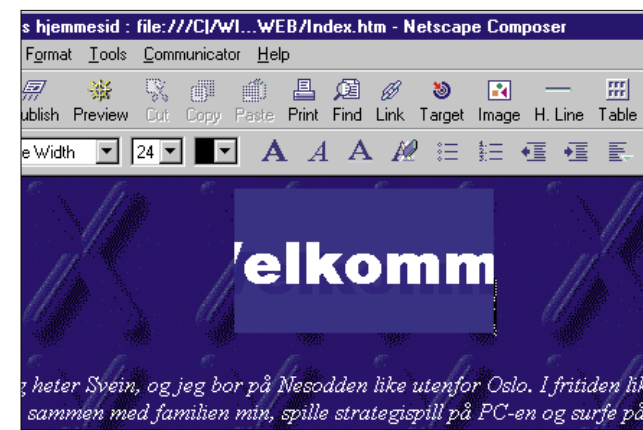 s hjemmesid : file:///C|/WI...WEB/Index.htm - Netscape Composer
Format Tools Communicator Help
ublish Preview Cut Copy Paste Print Find Link Target Image H. Line Table
e Width 24 A A A
elkomm
heter Svein, og jeg bor på Nesodden like utenfor Oslo. I fritiden lik
sammen med familien min, spille strategispill på PC-en og surfe på